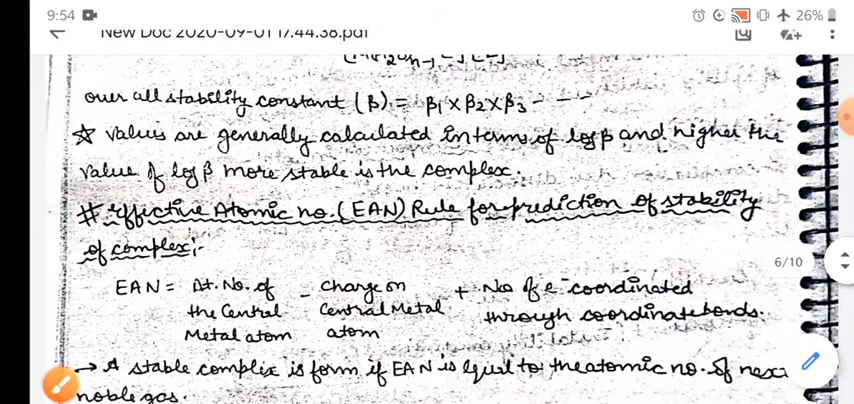 9:54
26%
New Doc 2020-09-01 17.44.38.pdf
over all stability constant (β) = β1 × β2 × β3 - - -
☆ Values are generally calculated in terms of log β and higher the
value of log β more stable is the complex.
# Effective Atomic no. (EAN) Rule for prediction of stability
of complex:-
6/10
EAN = At. No. of - Charge on + No of e- coordinated
the Central Central Metal through coordinate bonds.
Metal atom atom
→ A stable complex is form if EAN is equal to the atomic no. of next
noble gas.